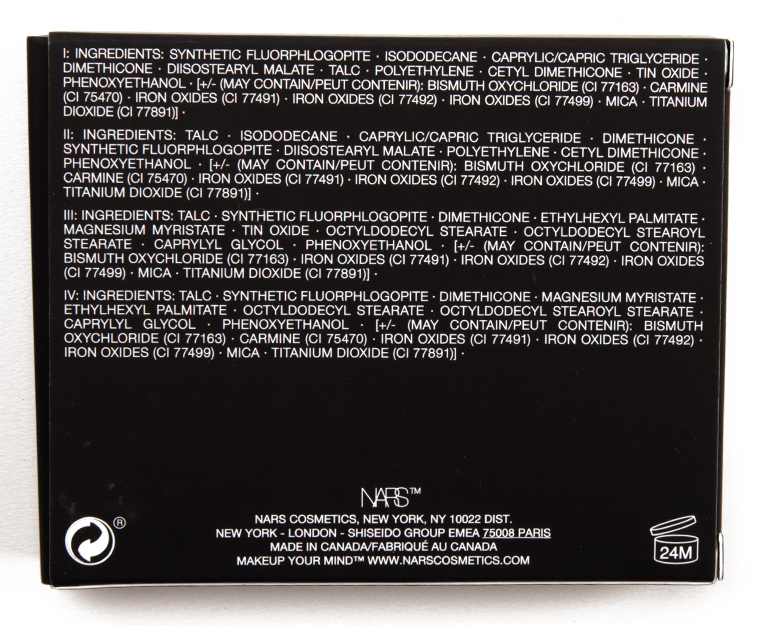 I: INGREDIENTS: SYNTHETIC FLUORPHLOGOPITE · ISODODECANE · CAPRYLIC/CAPRIC TRIGLYCERIDE ·
DIMETHICONE · DIISOSTEARYL MALATE · TALC · POLYETHYLENE · CETYL DIMETHICONE · TIN OXIDE ·
PHENOXYETHANOL · [+/- (MAY CONTAIN/PEUT CONTENIR): BISMUTH OXYCHLORIDE (CI 77163) · CARMINE
(CI 75470) · IRON OXIDES (CI 77491) · IRON OXIDES (CI 77492) · IRON OXIDES (CI 77499) · MICA · TITANIUM
DIOXIDE (CI 77891)] ·
II: INGREDIENTS: TALC · ISODODECANE · CAPRYLIC/CAPRIC TRIGLYCERIDE · DIMETHICONE ·
SYNTHETIC FLUORPHLOGOPITE · DIISOSTEARYL MALATE · POLYETHYLENE · CETYL DIMETHICONE ·
PHENOXYETHANOL · [+/- (MAY CONTAIN/PEUT CONTENIR): BISMUTH OXYCHLORIDE (CI 77163) ·
CARMINE (CI 75470) · IRON OXIDES (CI 77491) · IRON OXIDES (CI 77492) · IRON OXIDES (CI 77499) · MICA ·
TITANIUM DIOXIDE (CI 77891)] ·
III: INGREDIENTS: TALC · SYNTHETIC FLUORPHLOGOPITE · DIMETHICONE · ETHYLHEXYL PALMITATE ·
MAGNESIUM MYRISTATE · TIN OXIDE · OCTYLDODECYL STEARATE · OCTYLDODECYL STEAROYL
STEARATE · CAPRYLYL GLYCOL · PHENOXYETHANOL · [+/- (MAY CONTAIN/PEUT CONTENIR):
BISMUTH OXYCHLORIDE (CI 77163) · IRON OXIDES (CI 77491) · IRON OXIDES (CI 77492) · IRON OXIDES
(CI 77499) · MICA · TITANIUM DIOXIDE (CI 77891)] ·
IV: INGREDIENTS: TALC · SYNTHETIC FLUORPHLOGOPITE · DIMETHICONE · MAGNESIUM MYRISTATE ·
ETHYLHEXYL PALMITATE · OCTYLDODECYL STEARATE · OCTYLDODECYL STEAROYL STEARATE ·
CAPRYLYL GLYCOL · PHENOXYETHANOL · [+/- (MAY CONTAIN/PEUT CONTENIR): BISMUTH
OXYCHLORIDE (CI 77163) · CARMINE (CI 75470) · IRON OXIDES (CI 77491) · IRON OXIDES (CI 77492) ·
IRON OXIDES (CI 77499) · MICA · TITANIUM DIOXIDE (CI 77891)] ·
NARS™
®
NARS COSMETICS, NEW YORK, NY 10022 DIST.
NEW YORK - LONDON - SHISEIDO GROUP EMEA 75008 PARIS
MADE IN CANADA/FABRIQUÉ AU CANADA
MAKEUP YOUR MIND™ WWW.NARSCOSMETICS.COM
24M